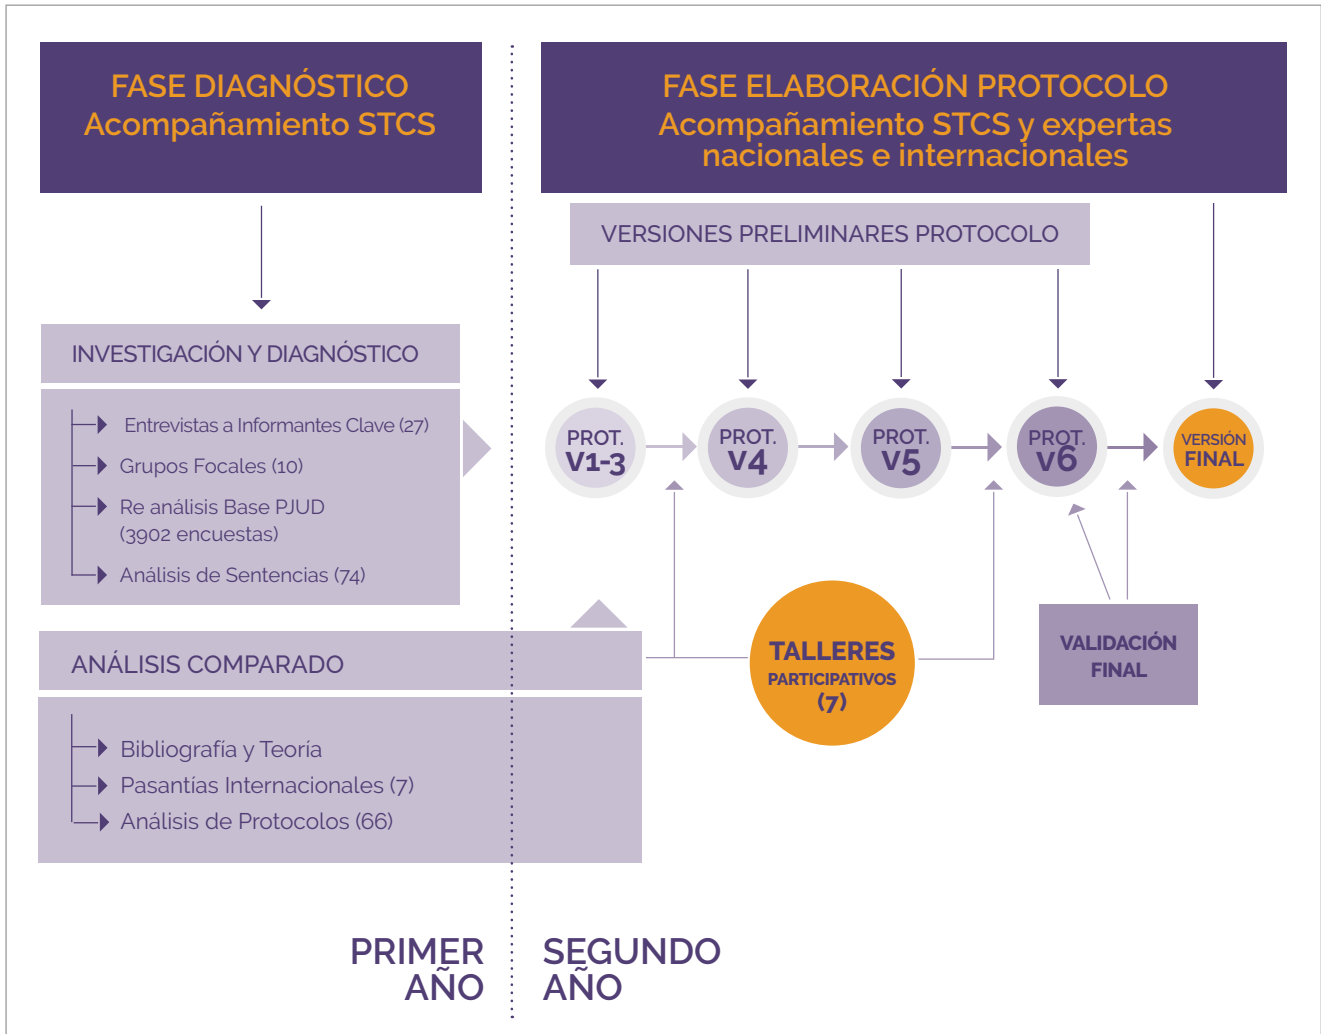 FASE DIAGNÓSTICO
Acompañamiento STCS
FASE ELABORACIÓN PROTOCOLO
Acompañamiento STCS y expertas
nacionales e internacionales
VERSIONES PRELIMINARES PROTOCOLO
INVESTIGACIÓN Y DIAGNÓSTICO
Entrevistas a Informantes Clave (27)
Grupos Focales (10)
Re análisis Base PJUD
(3902 encuestas)
Análisis de Sentencias (74)
PROT.
V1-3
PROT.
V4
PROT.
V5
PROT.
V6
VERSIÓN
FINAL
ANÁLISIS COMPARADO
Bibliografía y Teoría
Pasantías Internacionales (7)
Análisis de Protocolos (66)
TALLERES
PARTICIPATIVOS
(7)
VALIDACIÓN
FINAL
PRIMER
AÑO
SEGUNDO
AÑO